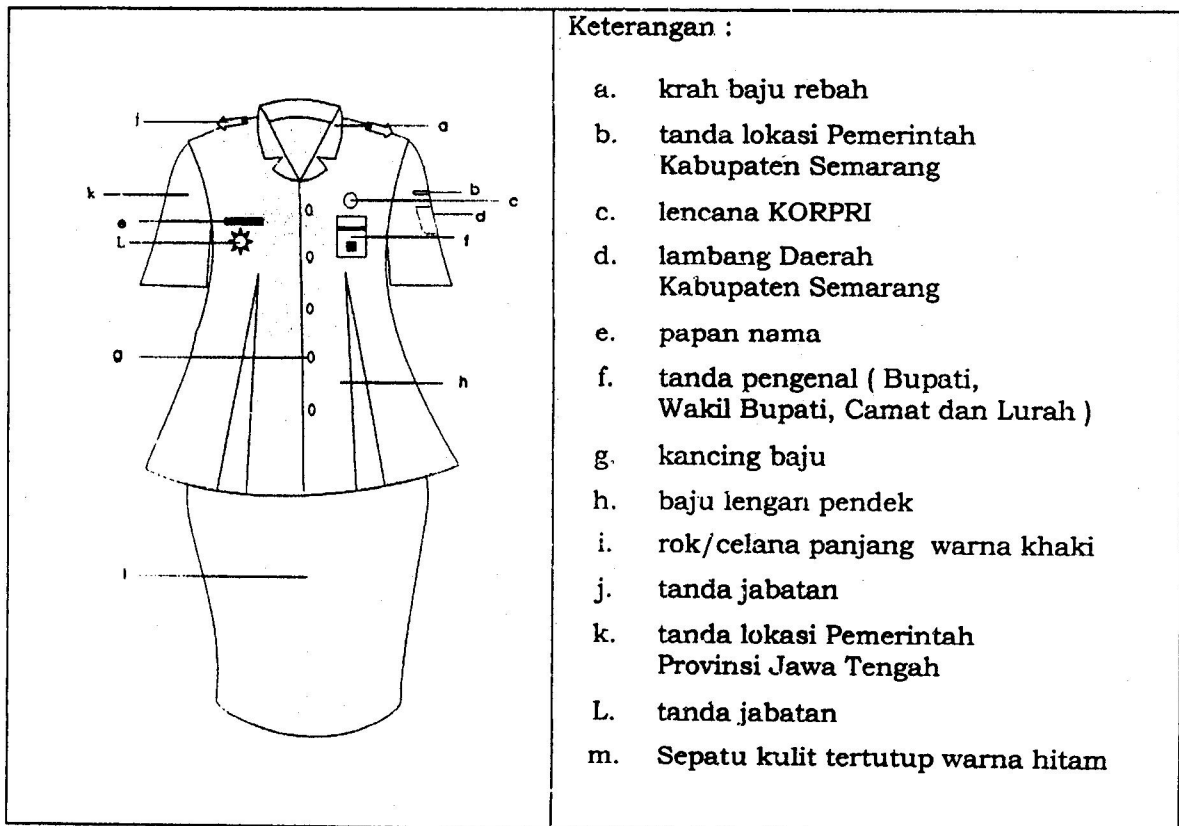 Keterangan :
a. krah baju rebah
b. tanda lokasi Pemerintah
Kabupaten Semarang
c. lencana KORPRI
d. lambang Daerah
Kabupaten Semarang
e. papan nama
f. tanda pengenal ( Bupati,
Wakil Bupati, Camat dan Lurah )
g. kancing baju
h. baju lengan pendek
i. rok/celana panjang warna khaki
j. tanda jabatan
k. tanda lokasi Pemerintah
Provinsi Jawa Tengah
L. tanda jabatan
m. Sepatu kulit tertutup warna hitam
a
k
b
c
e
d
L
f
g
h